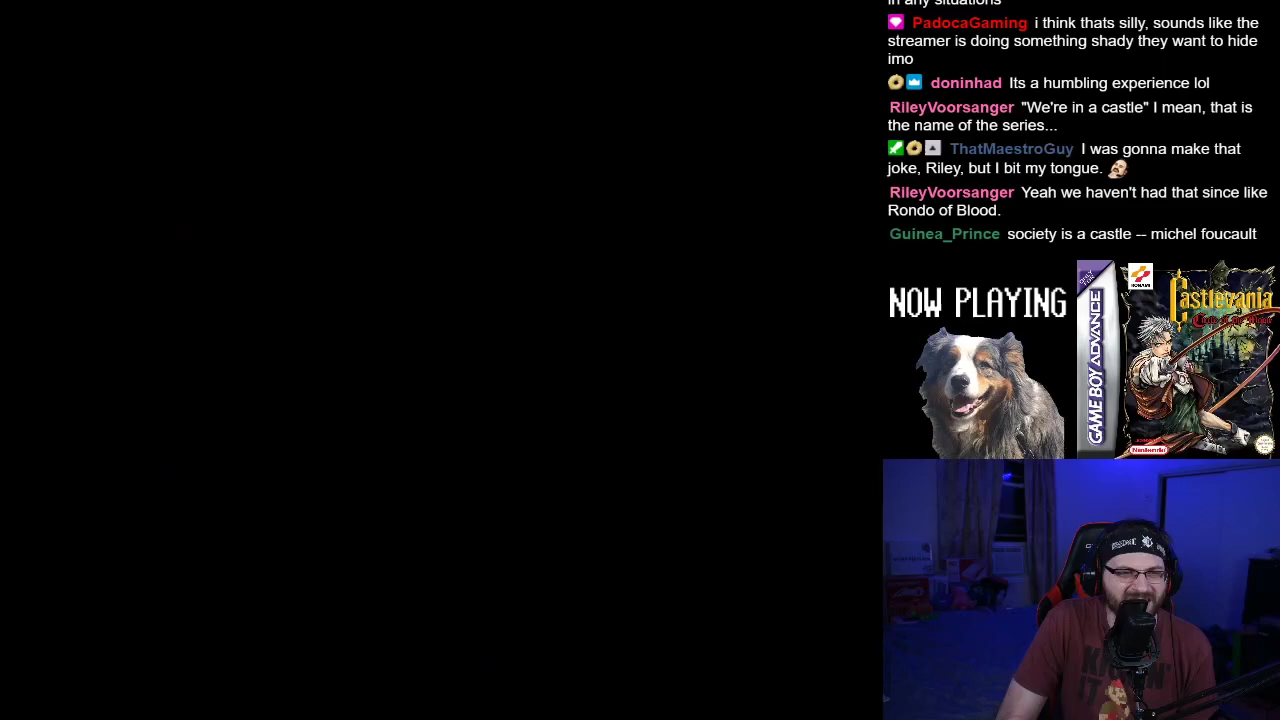 in any situations
PadocaGaming i think thats silly, sounds like the
streamer is doing something shady they want to hide
imo
doninhad Its a humbling experience lol
RileyVoorsanger "We're in a castle" I mean, that is
the name of the series...
ThatMaestroGuy I was gonna make that
joke, Riley, but I bit my tongue.
RileyVoorsanger Yeah we haven't had that since like
Rondo of Blood.
Guinea_Prince society is a castle -- michel foucault
NOW PLAYING
KONAMI
Castlevania
GAME BOY ADVANCE
Nintendo